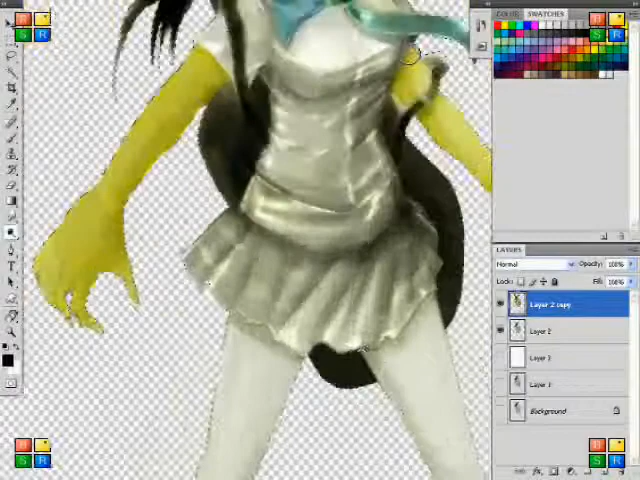 B
S R
COLOR SWATCHES
B
S R
LAYERS
Normal Opacity: 100%
Lock: Fill: 100%
Layer 2 copy
Layer 2
Layer 3
Layer 1
Background
B
S R
B
S R